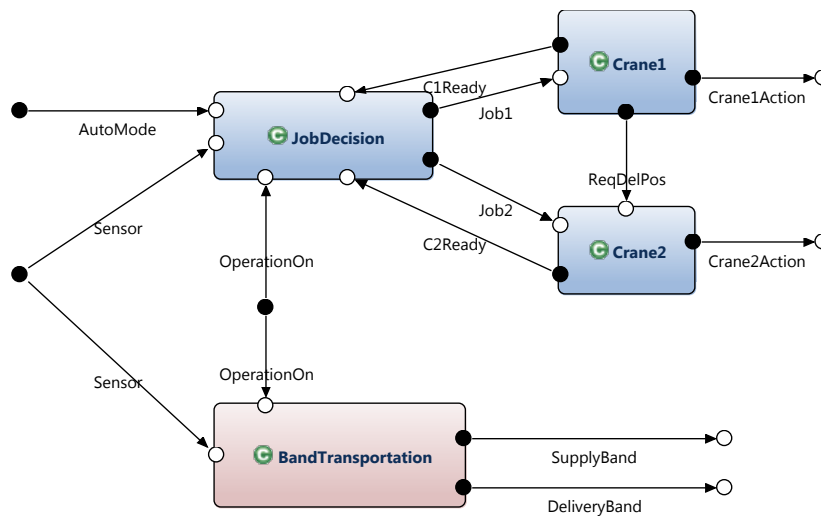 C Crane1
C1Ready
Job1
Crane1Action
AutoMode
C JobDecision
ReqDelPos
Job2
Sensor
C2Ready
C Crane2
Crane2Action
OperationOn
Sensor
OperationOn
C BandTransportation
SupplyBand
DeliveryBand